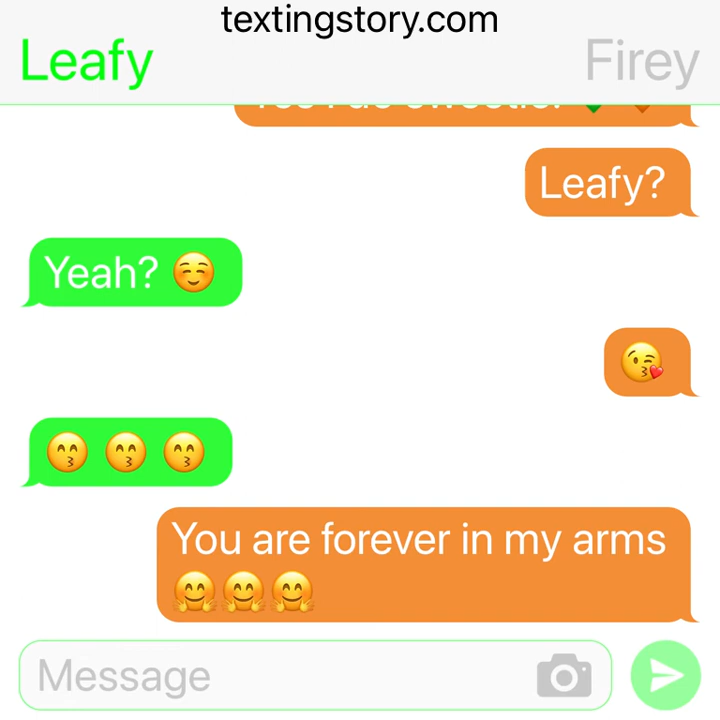 textingstory.com
Leafy Firey
Leafy?
Yeah? ☺️
😘
😙 😙 😙
You are forever in my arms
🤗🤗🤗
Message